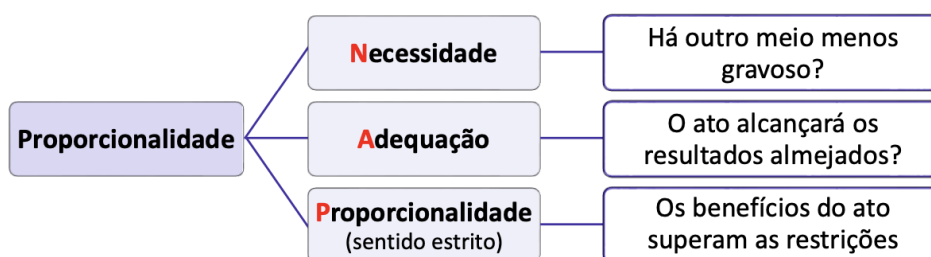 Proporcionalidade
Necessidade
Há outro meio menos
gravoso?
Adequação
O ato alcançará os
resultados almejados?
Proporcionalidade
(sentido estrito)
Os benefícios do ato
superam as restrições